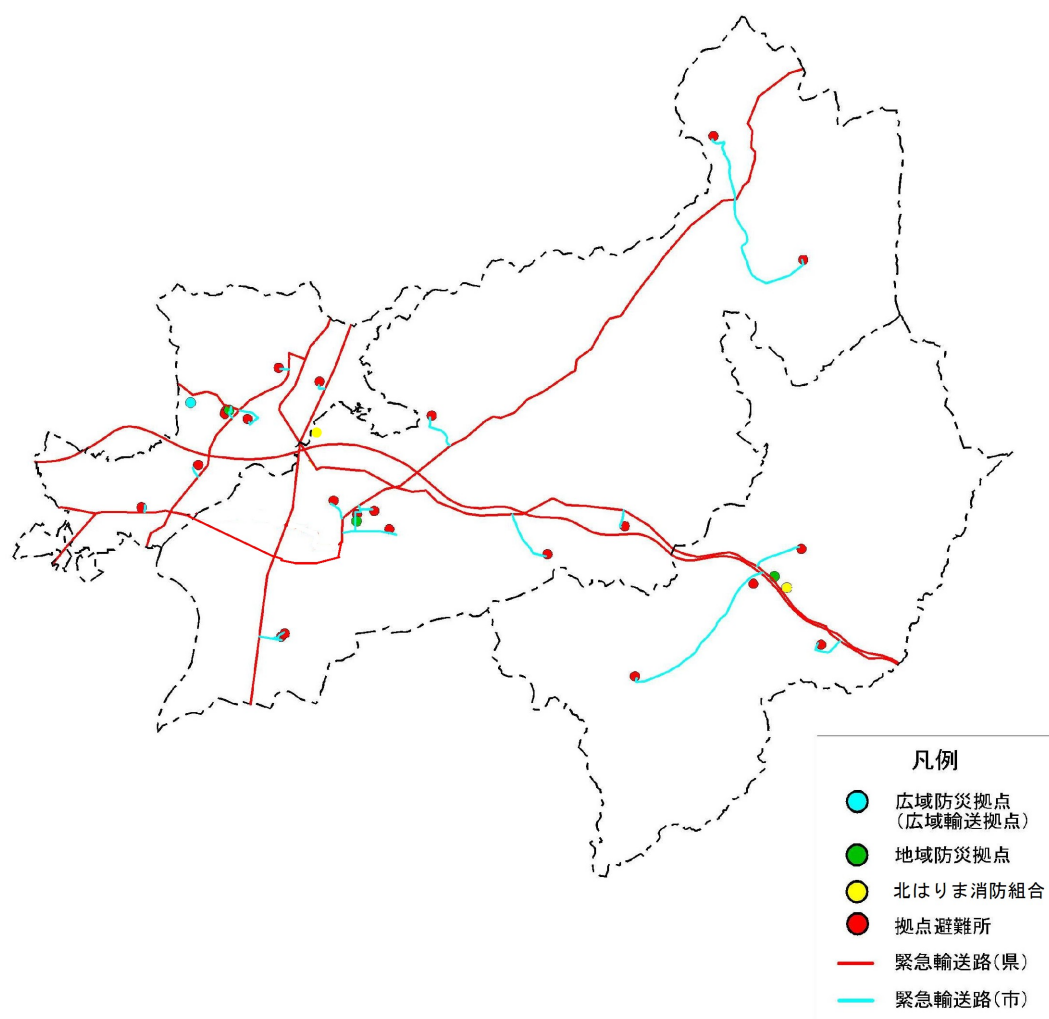 凡例
広域防災拠点
（広域輸送拠点）
地域防災拠点
北はりま消防組合
拠点避難所
緊急輸送路（県）
緊急輸送路（市）